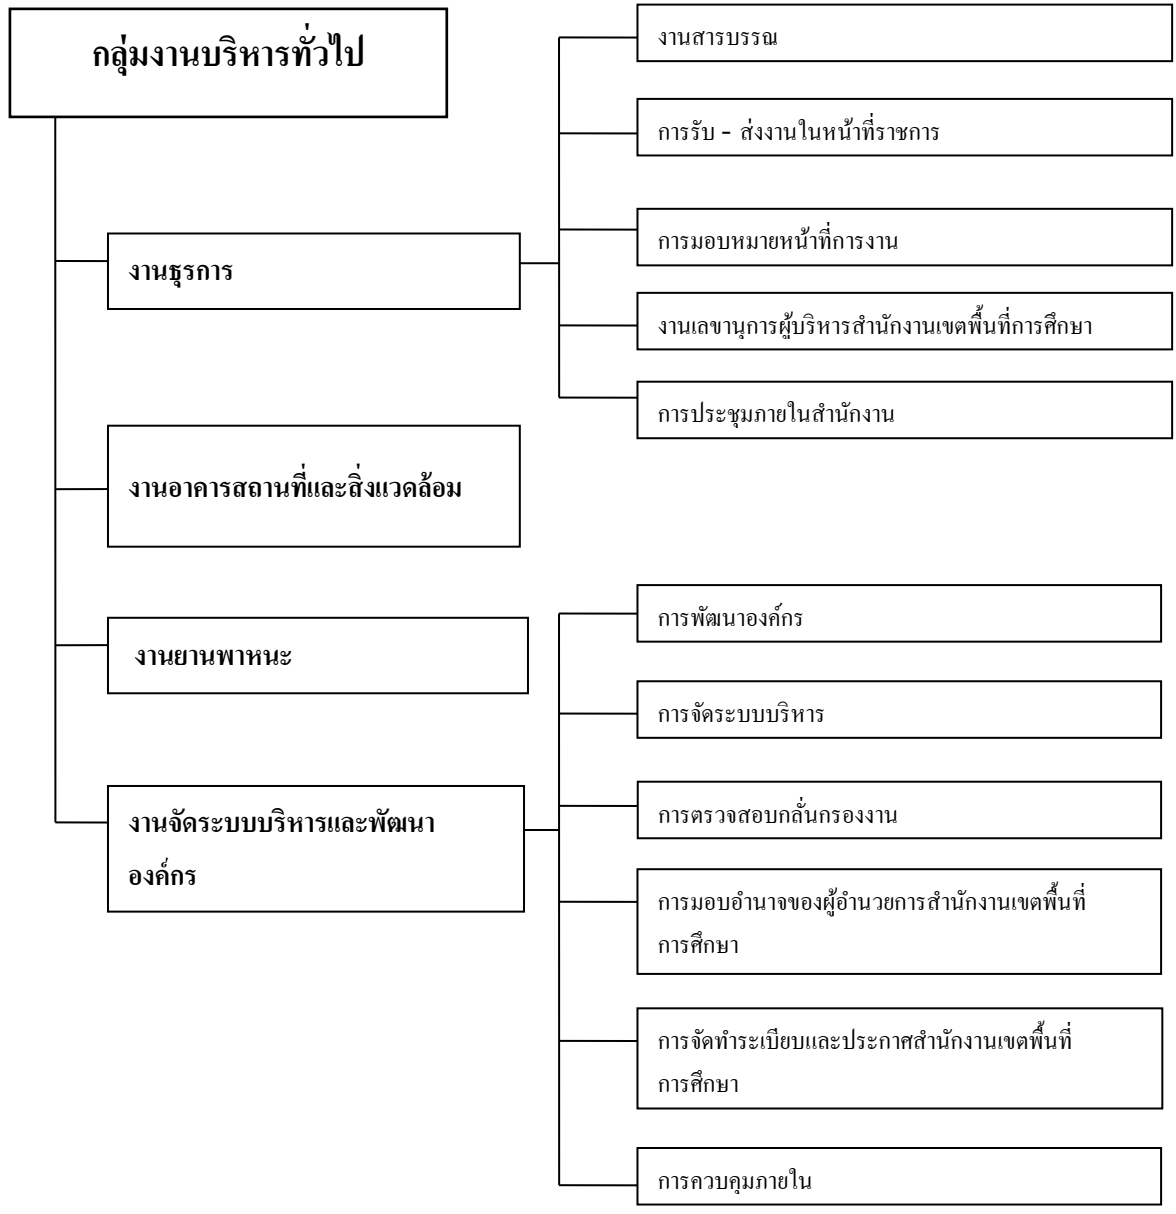 กลุ่มงานบริหารทั่วไป
งานธุรการ
งานสารบรรณ
การรับ - ส่งงานในหน้าที่ราชการ
การมอบหมายหน้าที่การงาน
งานเลขานุการผู้บริหารสำนักงานเขตพื้นที่การศึกษา
การประชุมภายในสำนักงาน
งานอาคารสถานที่และสิ่งแวดล้อม
งานยานพาหนะ
งานจัดระบบบริหารและพัฒนา
องค์กร
การพัฒนาองค์กร
การจัดระบบบริหาร
การตรวจสอบกลั่นกรองงาน
การมอบอำนาจของผู้อำนวยการสำนักงานเขตพื้นที่
การศึกษา
การจัดทำระเบียบและประกาศสำนักงานเขตพื้นที่
การศึกษา
การควบคุมภายใน